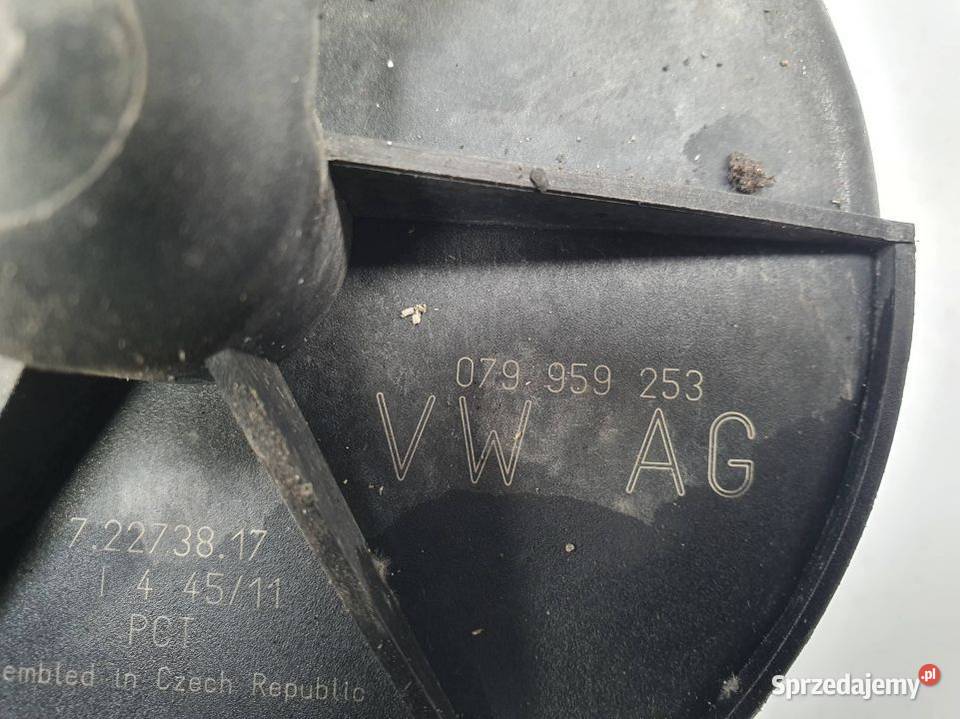 079 959 253
VW AG
7.22738.17
I 4 45/11
PCT
embled in Czech Republic
Sprzedajemy.pl